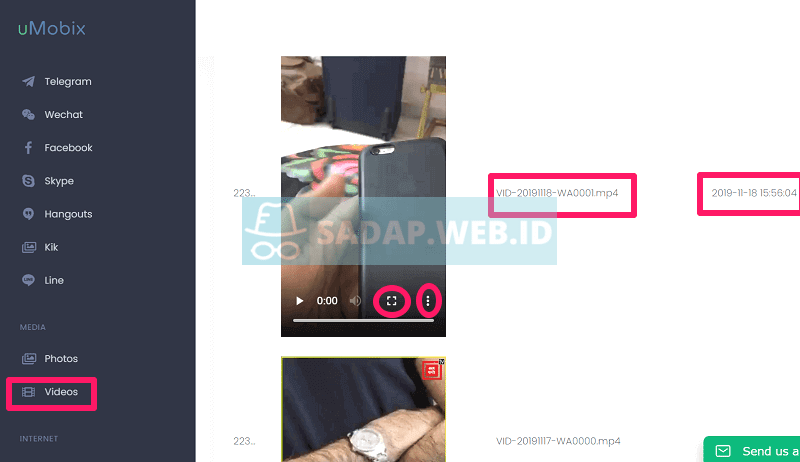 uMobix
Telegram
Wechat
Facebook
Skype
Hangouts
Kik
Line
MEDIA
Photos
Videos
INTERNET
223...
VID-20191118-WA0001.mp4
2019-11-18 15:56:04
SADAP.WEB.ID
0:00
223...
VID-20191117-WA0000.mp4
Send us a